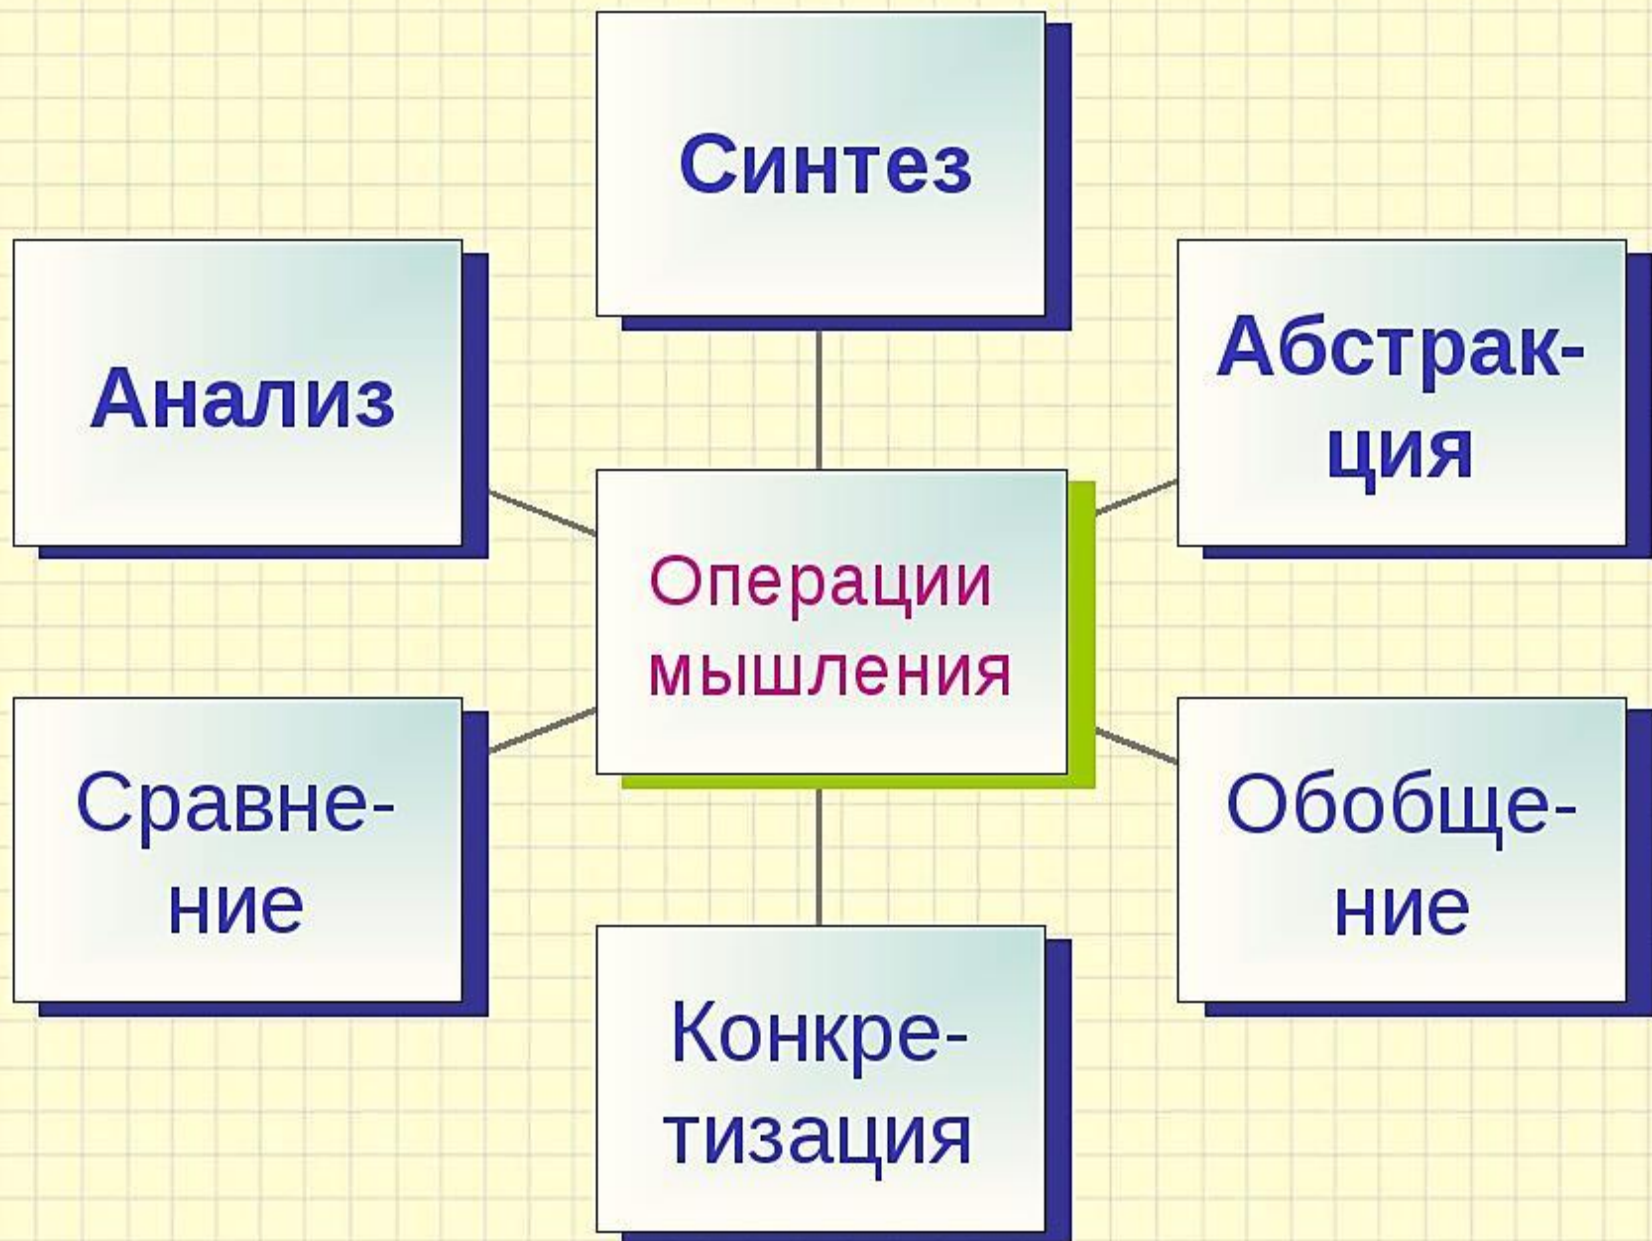 Синтез
Анализ
Абстрак-
ция
Операции
мышления
Сравне-
ние
Обобще-
ние
Конкре-
тизация